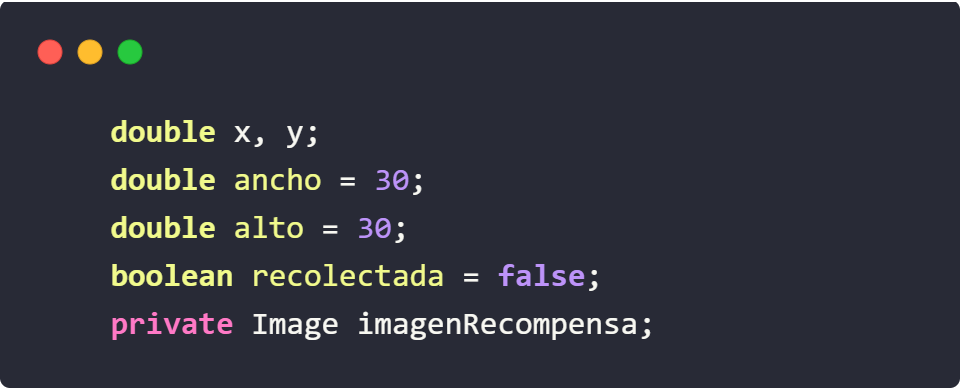 double x, y;
double ancho = 30;
double alto = 30;
boolean recolectada = false;
private Image imagenRecompensa;